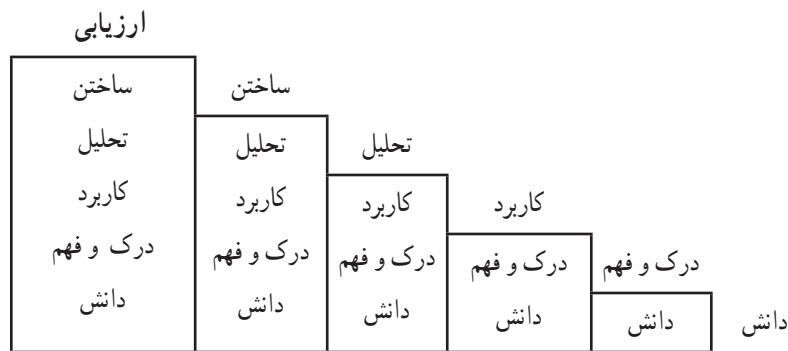 ارزیابی
ساختن ساختن
تحلیل تحلیل تحلیل
کاربرد کاربرد کاربرد کاربرد
درک و فهم درک و فهم درک و فهم درک و فهم درک و فهم
دانش دانش دانش دانش دانش دانش